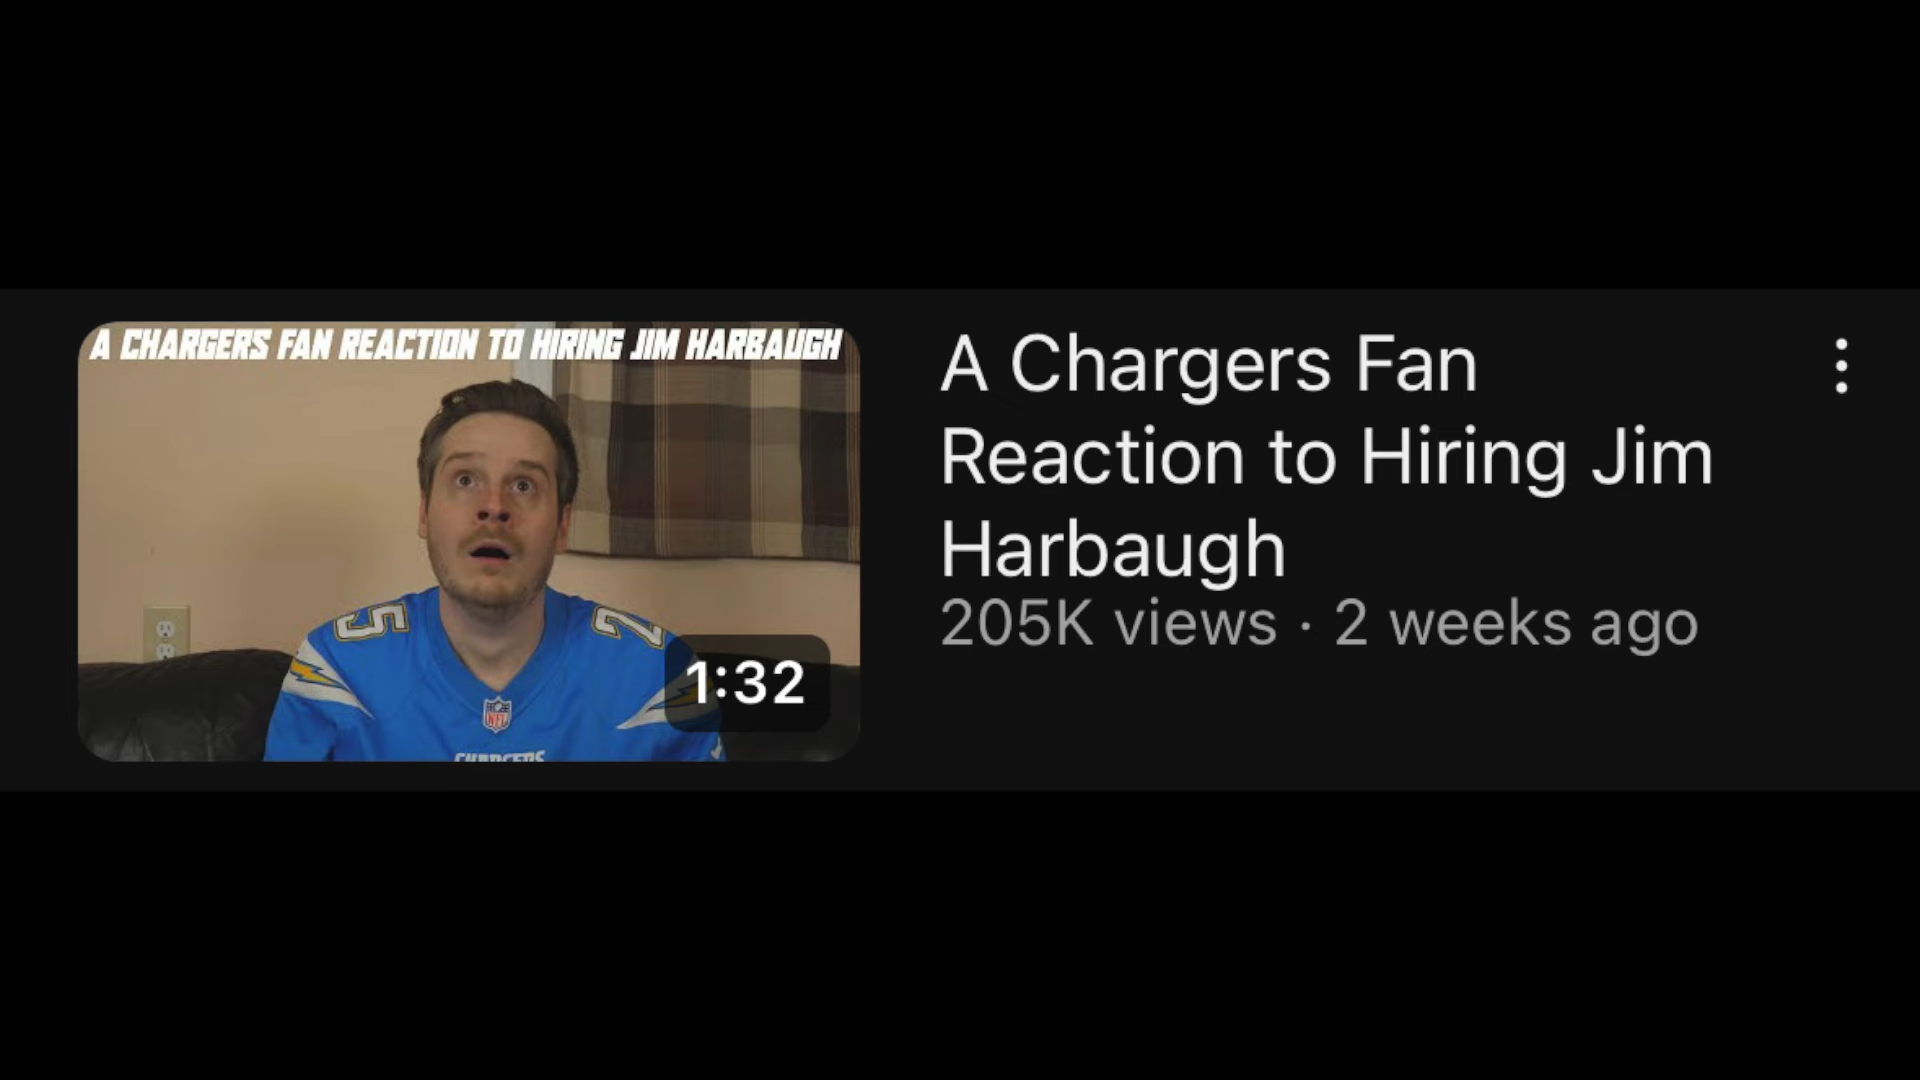 A CHARGERS FAN REACTION TO HIRING JIM HARBAUGH
A Chargers Fan
Reaction to Hiring Jim
Harbaugh
205K views · 2 weeks ago
25
25
NFL
CHARGERS
1:32